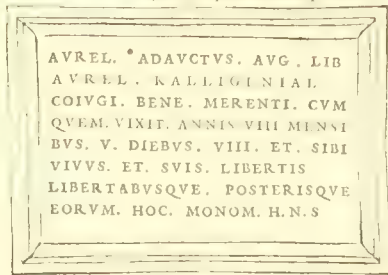 AVREL. ADAVCTVS. AVG. LIB
AVREL. KALLIGINIAI
COIVGI. BENE. MERENTI. CVM
QVEM. VIXIT. ANNIS VIII MENSI
BVS. V. DIEBVS. VIII. ET. SIBI
VIVVS. ET. SVIS. LIBERTIS
LIBERTABVSQVE. POSTERISQVE
EORVM. HOC. MONOM. H.N.S